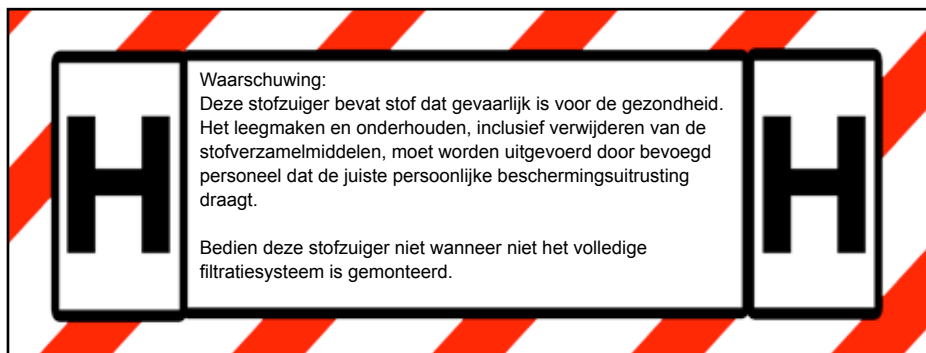 H
Waarschuwing:
Deze stofzuiger bevat stof dat gevaarlijk is voor de gezondheid.
Het leegmaken en onderhouden, inclusief verwijderen van de
stofverzamelmiddelen, moet worden uitgevoerd door bevoegd
personeel dat de juiste persoonlijke beschermingsuitrusting
draagt.
Bedien deze stofzuiger niet wanneer niet het volledige
filtratiesysteem is gemonteerd.
H